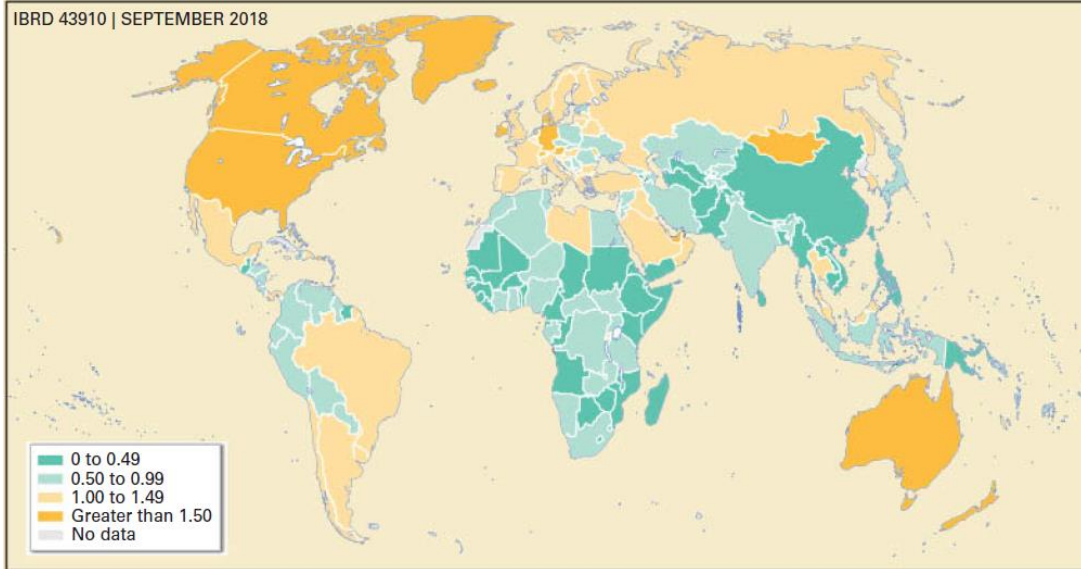 IBRD 43910 | SEPTEMBER 2018
0 to 0.49
0.50 to 0.99
1.00 to 1.49
Greater than 1.50
No data